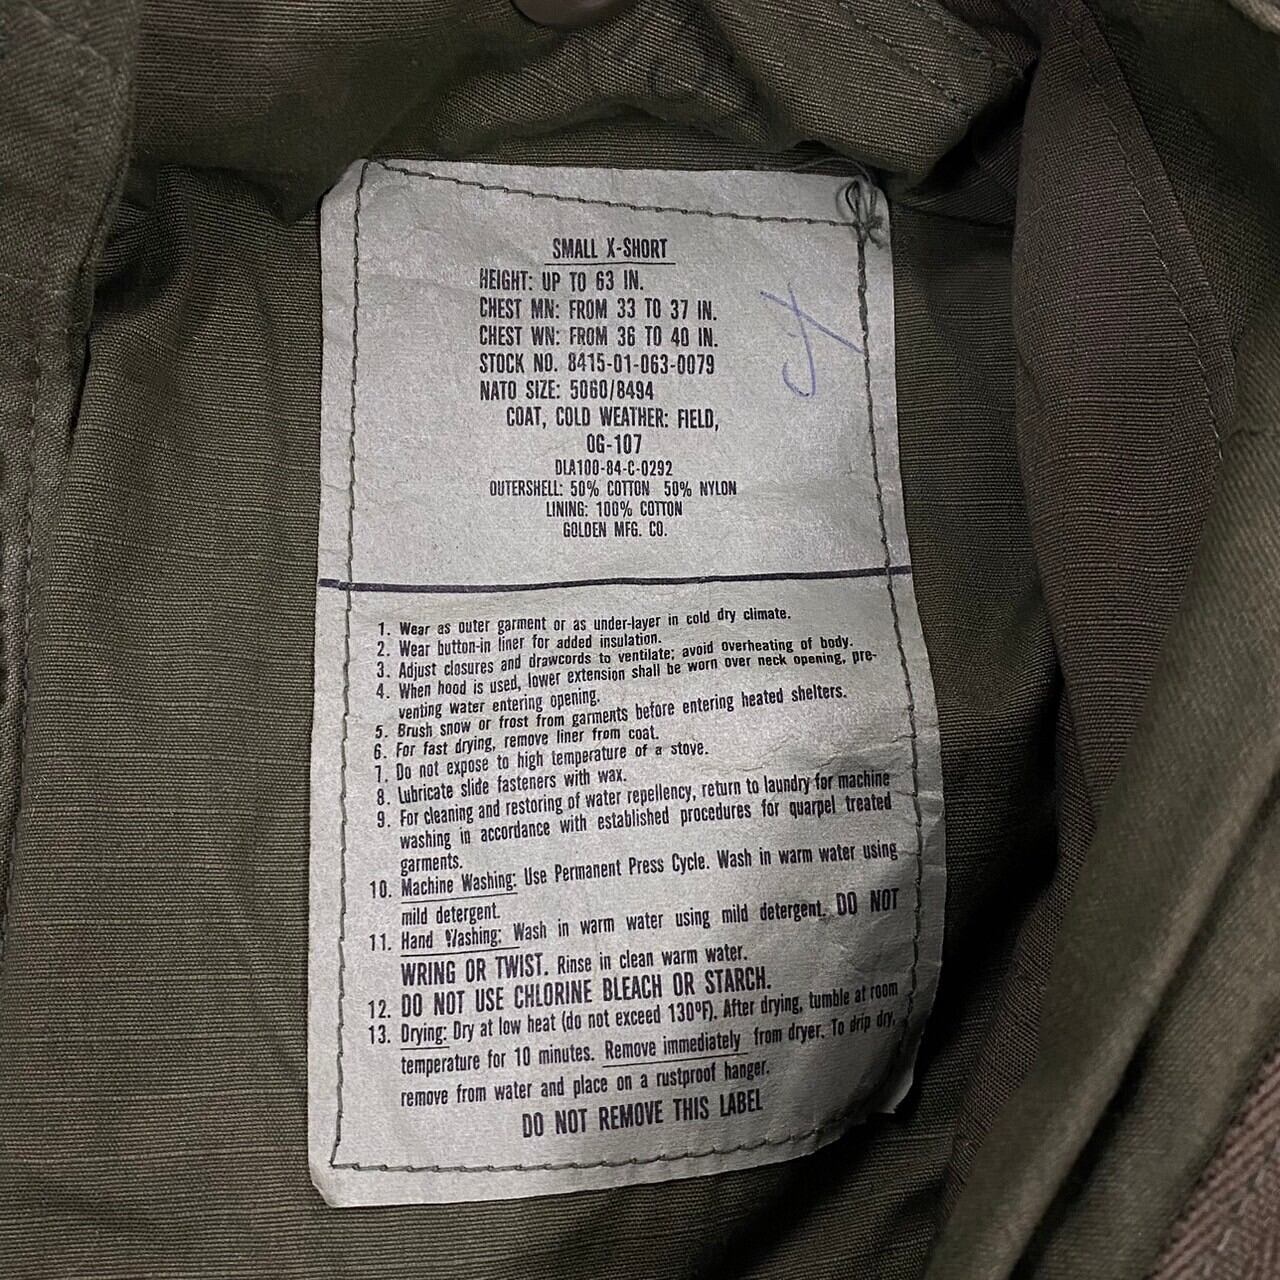 SMALL X-SHORT
HEIGHT: UP TO 63 IN.
CHEST MN: FROM 33 TO 37 IN.
CHEST WN: FROM 36 TO 40 IN.
STOCK NO. 8415-01-063-0079
NATO SIZE: 5060/8494
COAT, COLD WEATHER: FIELD,
OG-107
DLA100-84-C-0292
OUTERSHELL: 50% COTTON 50% NYLON
LINING: 100% COTTON
GOLDEN MFG. CO.
1. Wear as outer garment or as under-layer in cold dry climate.
2. Wear button-in liner for added insulation.
3. Adjust closures and drawcords to ventilate; avoid overheating of body.
4. When hood is used, lower extension shall be worn over neck opening, pre-
venting water entering opening.
5. Brush snow or frost from garments before entering heated shelters.
6. For fast drying, remove liner from coat.
7. Do not expose to high temperature of a stove.
8. Lubricate slide fasteners with wax.
9. For cleaning and restoring of water repellency, return to laundry for machine
washing in accordance with established procedures for quarpel treated
garments.
10. Machine Washing: Use Permanent Press Cycle. Wash in warm water using
mild detergent.
11. Hand Washing: Wash in warm water using mild detergent. DO NOT
WRING OR TWIST. Rinse in clean warm water.
12. DO NOT USE CHLORINE BLEACH OR STARCH.
13. Drying: Dry at low heat (do not exceed 130°F). After drying, tumble at room
temperature for 10 minutes. Remove immediately from dryer. To drip dry,
remove from water and place on a rustproof hanger.
DO NOT REMOVE THIS LABEL